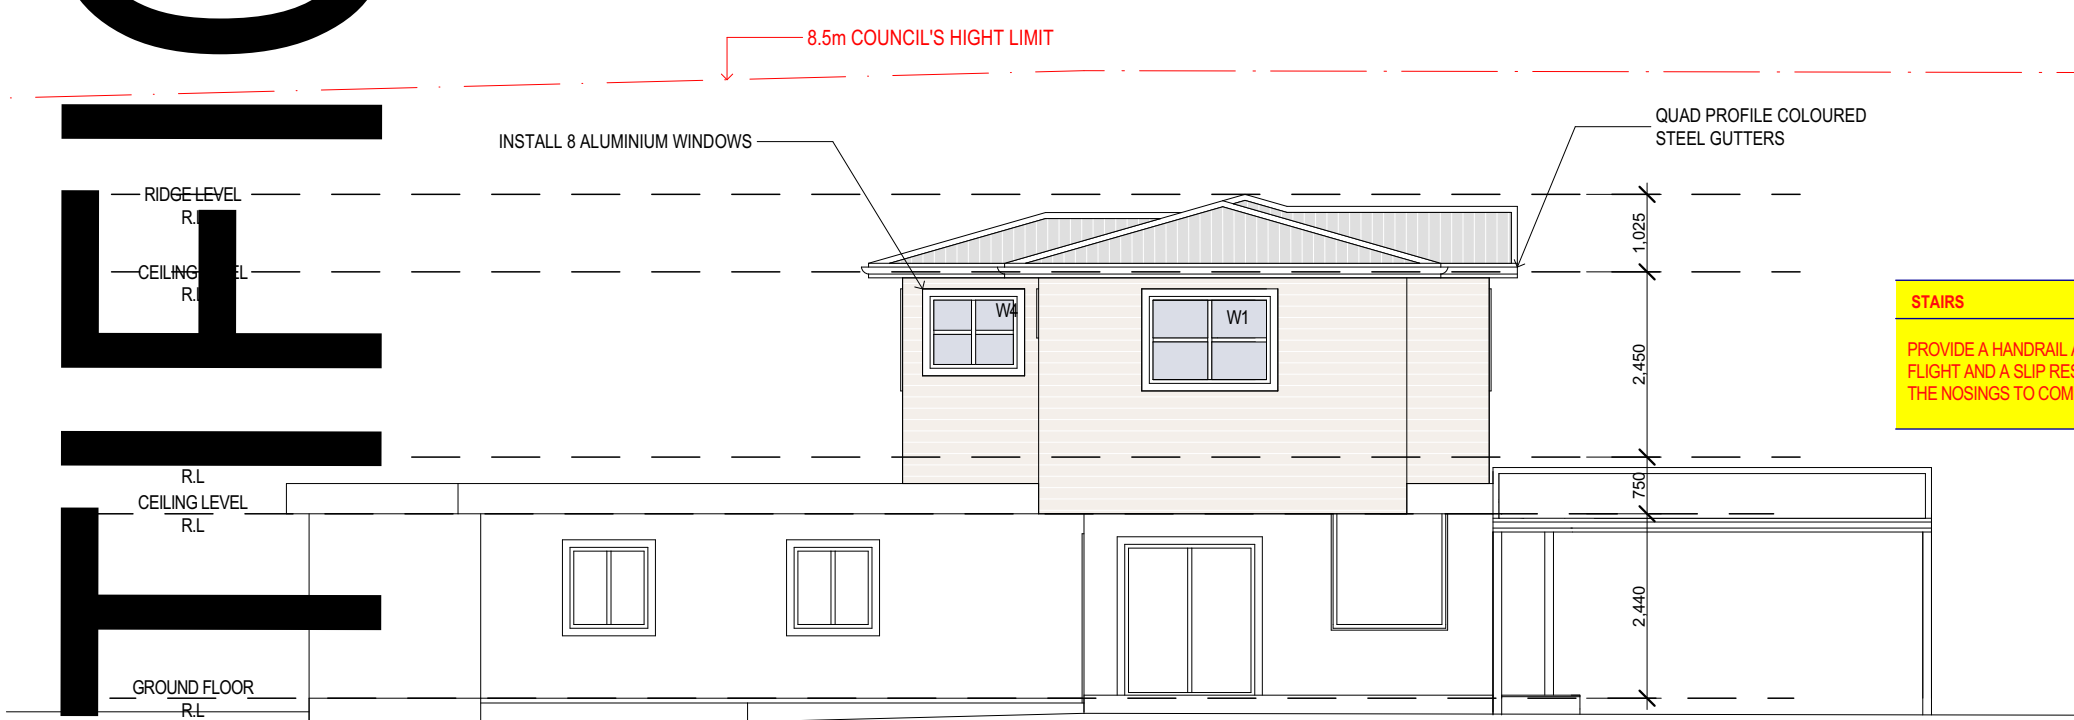 8.5m COUNCIL'S HIGHT LIMIT
QUAD PROFILE COLOURED
STEEL GUTTERS
INSTALL 8 ALUMINIUM WINDOWS
RIDGE LEVEL
CEILING
1,025
STAIRS
W4
W1
PROVIDE A HANDRAIL
FLIGHT AND A SLIP
THE NOSINGS TO
2,450
R.L
750
CEILING LEVEL
R.L
2,440
GROUND FLOOR
R.L